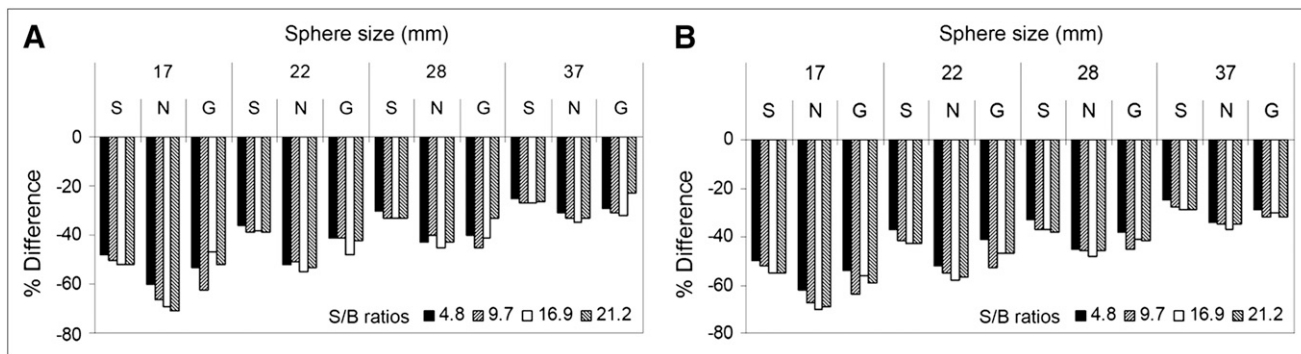 A
Sphere size (mm)
17 22 28 37
S N G S N G S N G S N G
0
-20
-40
-60
-80
% Difference
S/B ratios 4.8 9.7 16.9 21.2
B
Sphere size (mm)
17 22 28 37
S N G S N G S N G S N G
0
-20
-40
-60
-80
% Difference
S/B ratios 4.8 9.7 16.9 21.2